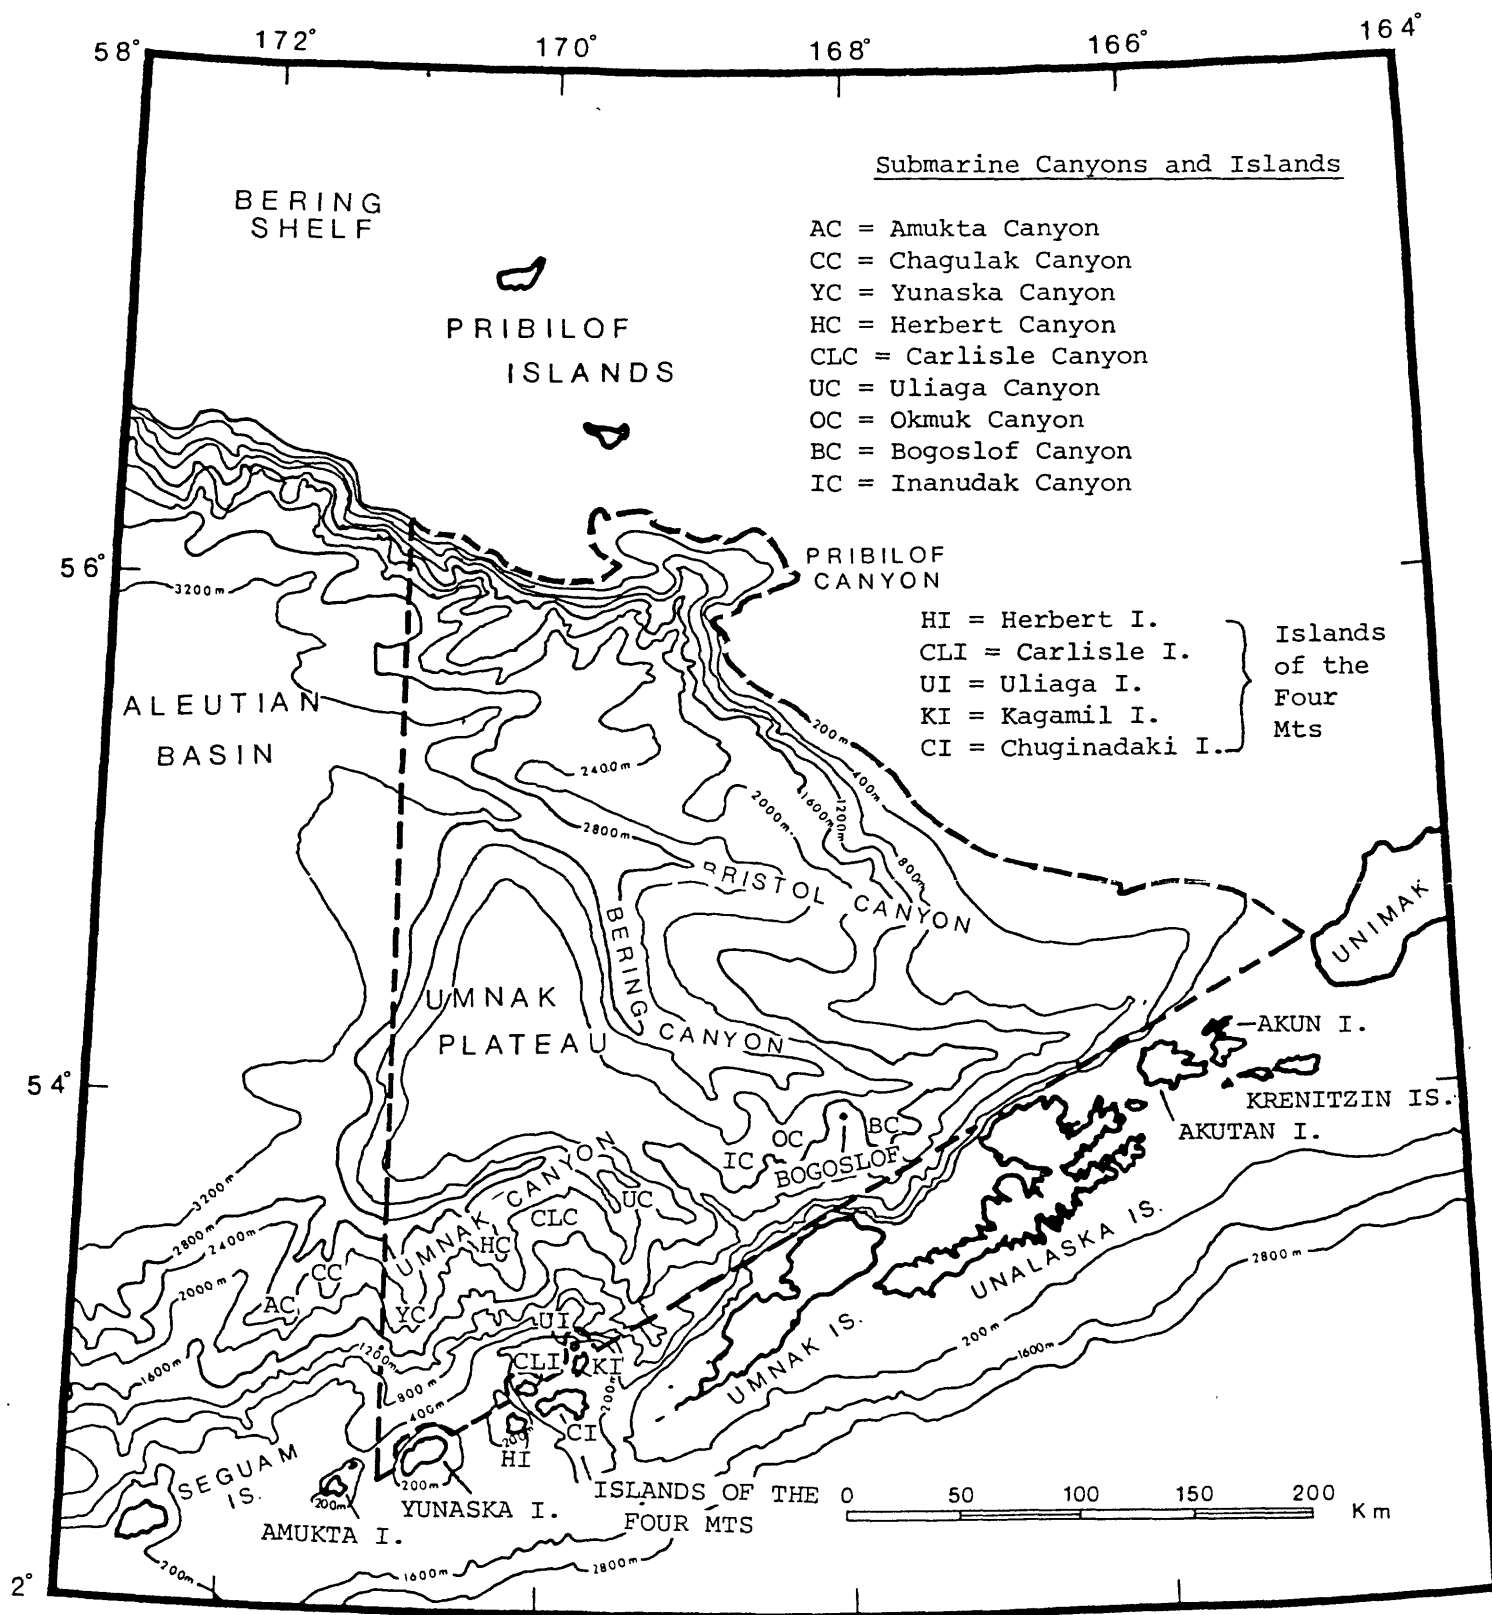 58° 172° 170° 168° 166° 164°
Submarine Canyons and Islands
BERING
SHELF
AC = Amukta Canyon
CC = Chagulak Canyon
YC = Yunaska Canyon
HC = Herbert Canyon
CLC = Carlisle Canyon
UC = Uliaga Canyon
OC = Okmuk Canyon
BC = Bogoslof Canyon
IC = Inanudak Canyon
PRIBILOF
ISLANDS
PRIBILOF
CANYON
56°
3200m
HI = Herbert I.
CLI = Carlisle I.
UI = Uliaga I.
KI = Kagamil I.
CI = Chuginadaki I.
Islands
of the
Four
Mts
ALEUTIAN
BASIN
200m
400m
2400m
2000m
1600m
1200m
800m
2800m
BRISTOL CANYON
BERING CANYON
UMNAK
PLATEAU
UNIMAK
AKUN I.
54°
KRENITZIN IS.
AKUTAN I.
OC
BC
IC
BOGOSLOF
UMNAK CANYON
UC
CLC
HC
3200m
2800m
2400m
2000m
CC
AC
YC
UNALASKA IS.
2800m
200m
1600m
UMNAK IS.
UI
CLI
KI
1600m
1200m
800m
400m
200m
CI
200m
HI
SEGUAM
IS.
200m
200m
YUNASKA I.
AMUKTA I.
ISLANDS OF THE
FOUR MTS
0 50 100 150 200 Km
200m
1600m
2800m
2°